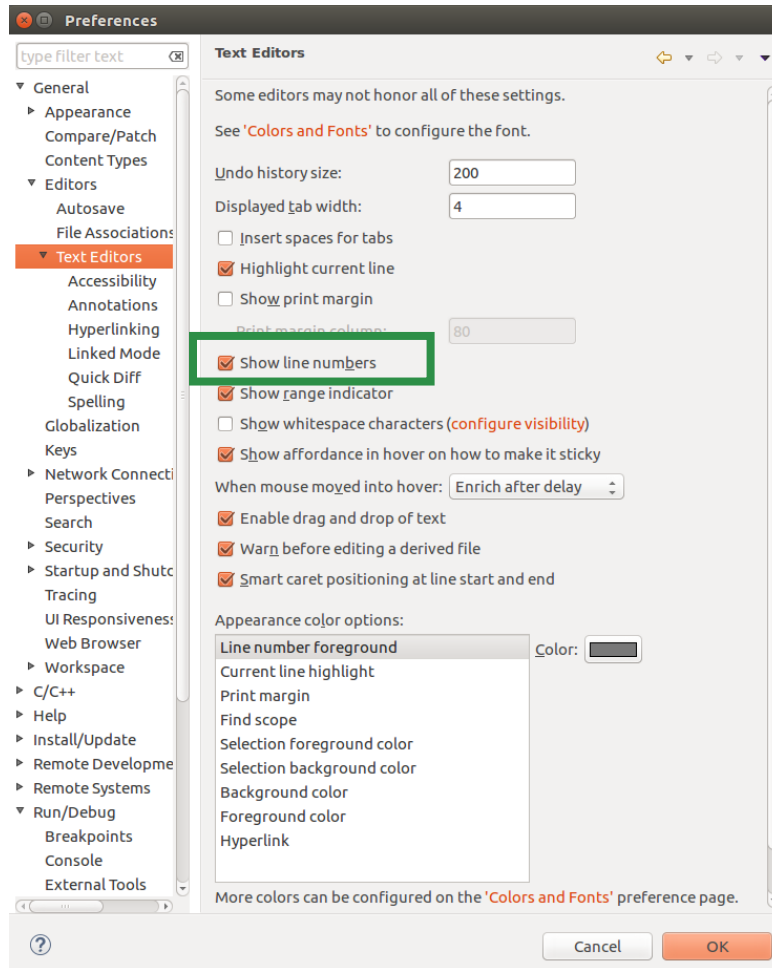 Preferences
type filter text
General
Appearance
Compare/Patch
Content Types
Editors
Autosave
File Associations
Text Editors
Accessibility
Annotations
Hyperlinking
Linked Mode
Quick Diff
Spelling
Globalization
Keys
Network Connecti
Perspectives
Search
Security
Startup and Shutd
Tracing
UI Responsiveness
Web Browser
Workspace
C/C++
Help
Install/Update
Remote Developme
Remote Systems
Run/Debug
Breakpoints
Console
External Tools
Text Editors
Some editors may not honor all of these settings.
See 'Colors and Fonts' to configure the font.
Undo history size: 200
Displayed tab width: 4
Insert spaces for tabs
Highlight current line
Show print margin
Print margin column: 80
Show line numbers
Show range indicator
Show whitespace characters (configure visibility)
Show affordance in hover on how to make it sticky
When mouse moved into hover: Enrich after delay
Enable drag and drop of text
Warn before editing a derived file
Smart caret positioning at line start and end
Appearance color options:
Line number foreground
Current line highlight
Print margin
Find scope
Selection foreground color
Selection background color
Background color
Foreground color
Hyperlink
Color:
More colors can be configured on the 'Colors and Fonts' preference page.
Cancel
OK